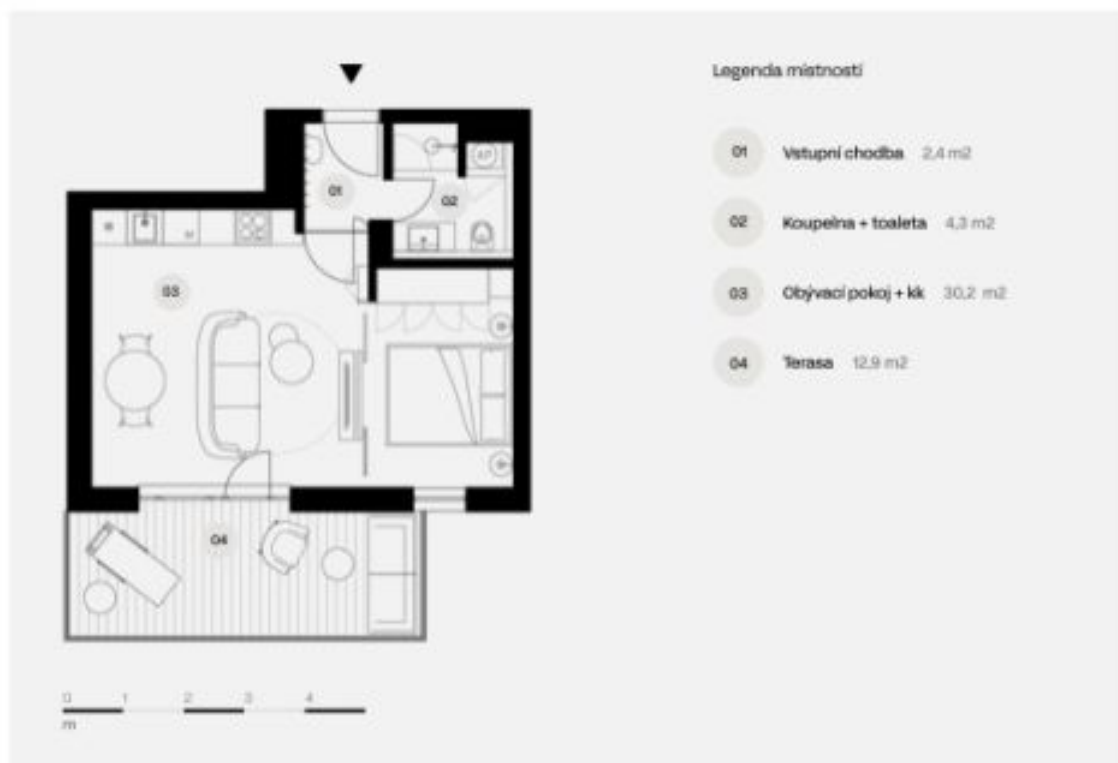 Legenda místností
01 Vstupní chodba 2,4 m2
02 Koupelna + toaleta 4,3 m2
03 Obývací pokoj + kk 30,2 m2
04 Terasa 12,9 m2
01
02
03
04
0 1 2 3 4
m